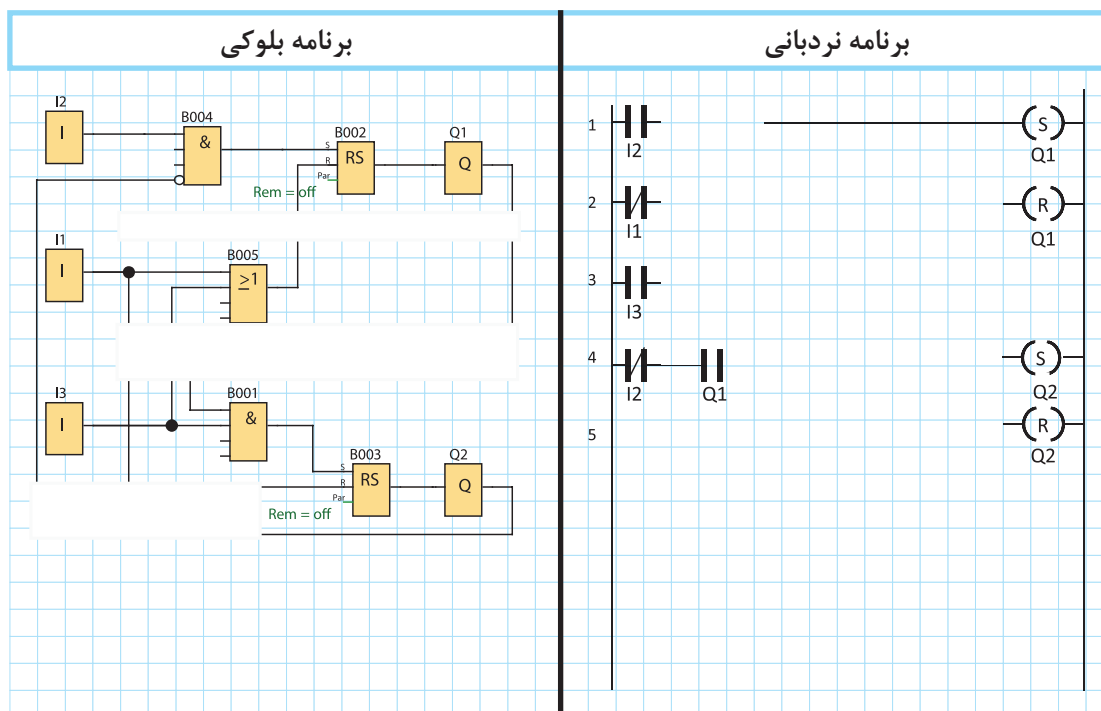 برنامه بلوکی
برنامه نردبانی
I2
I
B004
&
B002
S
R
Par
RS
Rem = off
Q1
Q
I1
I
B005
≥1
I3
I
B001
&
B003
S
R
Par
RS
Rem = off
Q2
Q
1
I2
S
Q1
2
I1
R
Q1
3
I3
4
I2
Q1
S
Q2
5
R
Q2